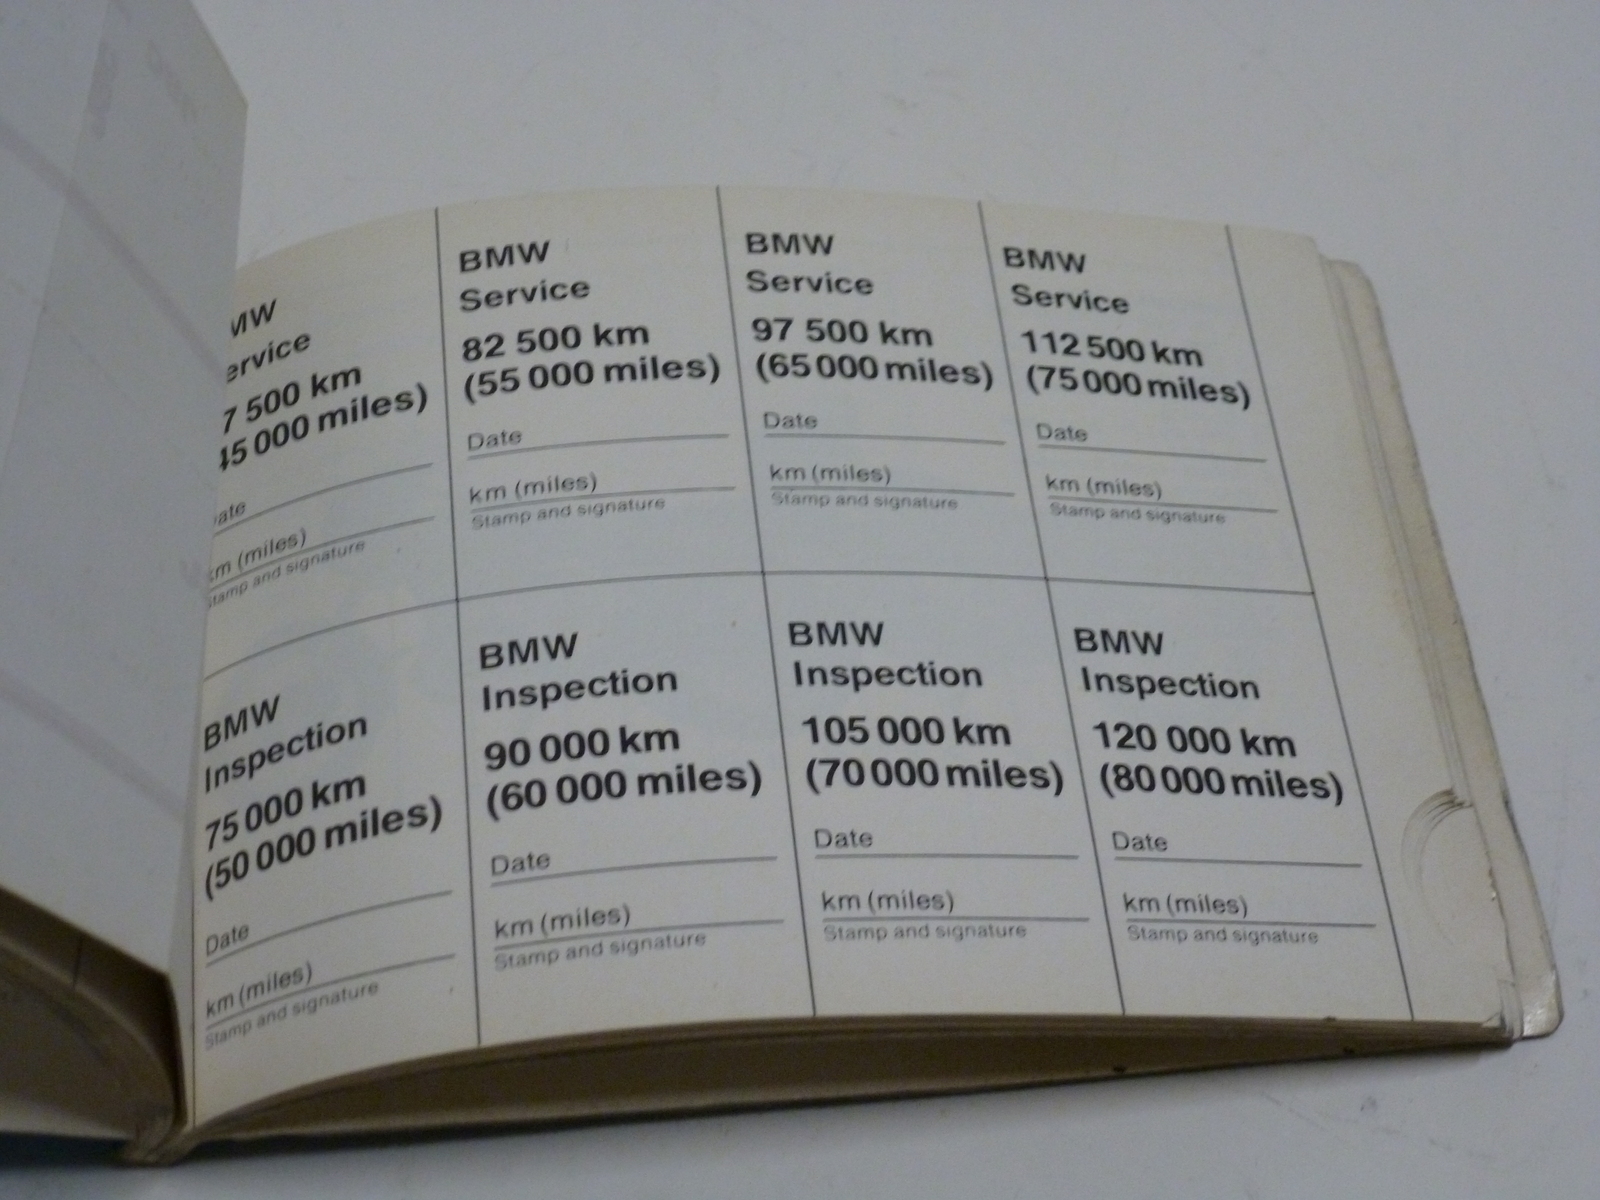 MW
ervice
7 500 km
45 000 miles)
ate
km (miles)
Stamp and signature
BMW
Service
82 500 km
(55 000 miles)
Date
km (miles)
Stamp and signature
BMW
Service
97 500 km
(65 000 miles)
Date
km (miles)
Stamp and signature
BMW
Service
112 500 km
(75 000 miles)
Date
km (miles)
Stamp and signature
BMW
Inspection
75 000 km
(50 000 miles)
Date
km (miles)
Stamp and signature
BMW
Inspection
90 000 km
(60 000 miles)
Date
km (miles)
Stamp and signature
BMW
Inspection
105 000 km
(70 000 miles)
Date
km (miles)
Stamp and signature
BMW
Inspection
120 000 km
(80 000 miles)
Date
km (miles)
Stamp and signature